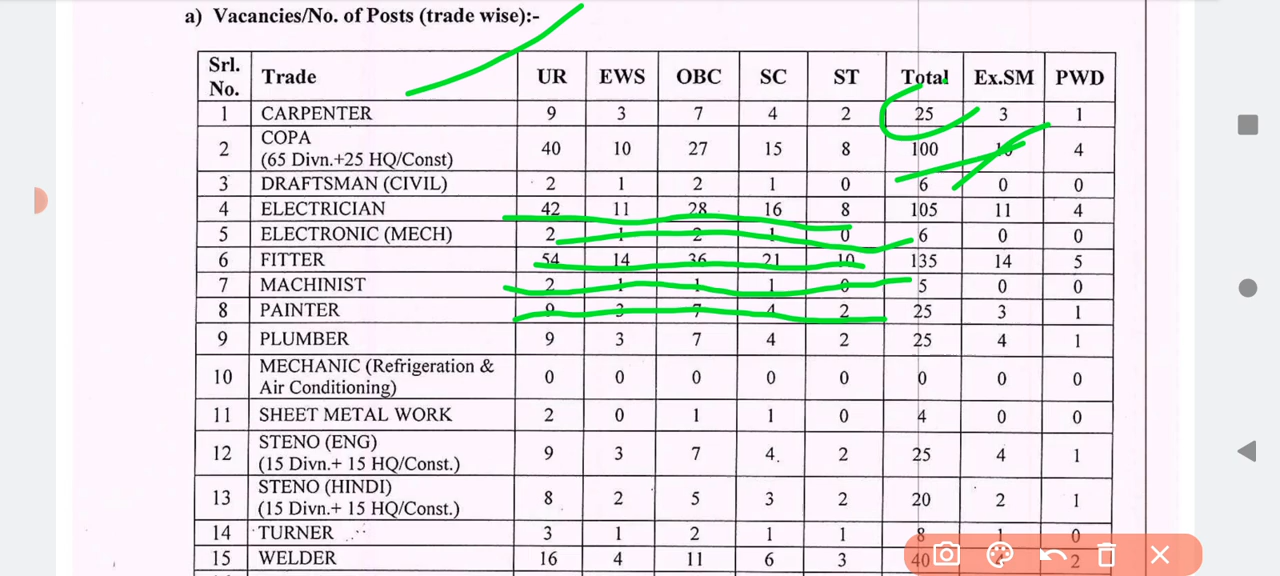 a) Vacancies/No. of Posts (trade wise):-
Srl. No. Trade UR EWS OBC SC ST Total Ex.SM PWD
1 CARPENTER 9 3 7 4 2 25 3 1
2 COPA (65 Divn.+25 HQ/Const) 40 10 27 15 8 100 4
3 DRAFTSMAN (CIVIL) 2 1 2 1 0 6 0 0
4 ELECTRICIAN 42 11 28 16 8 105 11 4
5 ELECTRONIC (MECH) 2 1 2 1 0 6 0 0
6 FITTER 54 14 36 21 10 135 14 5
7 MACHINIST 2 1 1 1 0 5 0 0
8 PAINTER 9 3 7 4 2 25 3 1
9 PLUMBER 9 3 7 4 2 25 4 1
10 MECHANIC (Refrigeration & Air Conditioning) 0 0 0 0 0 0 0 0
11 SHEET METAL WORK 2 0 1 1 0 4 0 0
12 STENO (ENG) (15 Divn.+ 15 HQ/Const.) 9 3 7 4. 2 25 4 1
13 STENO (HINDI) (15 Divn.+ 15 HQ/Const.) 8 2 5 3 2 20 2 1
14 TURNER 3 1 2 1 1 8 1 0
15 WELDER 16 4 11 6 3 40 2